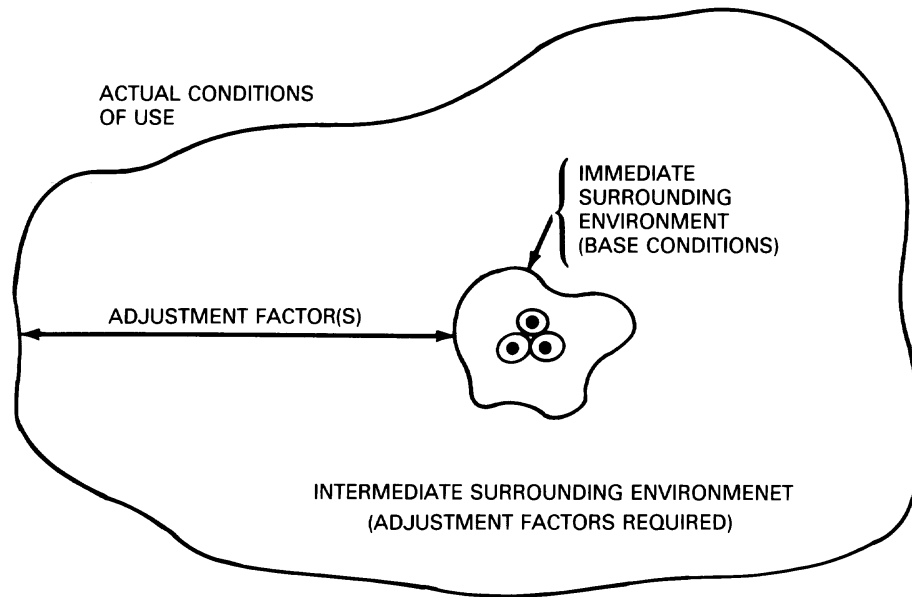 ACTUAL CONDITIONS
OF USE
IMMEDIATE
SURROUNDING
ENVIRONMENT
(BASE CONDITIONS)
ADJUSTMENT FACTOR(S)
INTERMEDIATE SURROUNDING ENVIRONMENET
(ADJUSTMENT FACTORS REQUIRED)